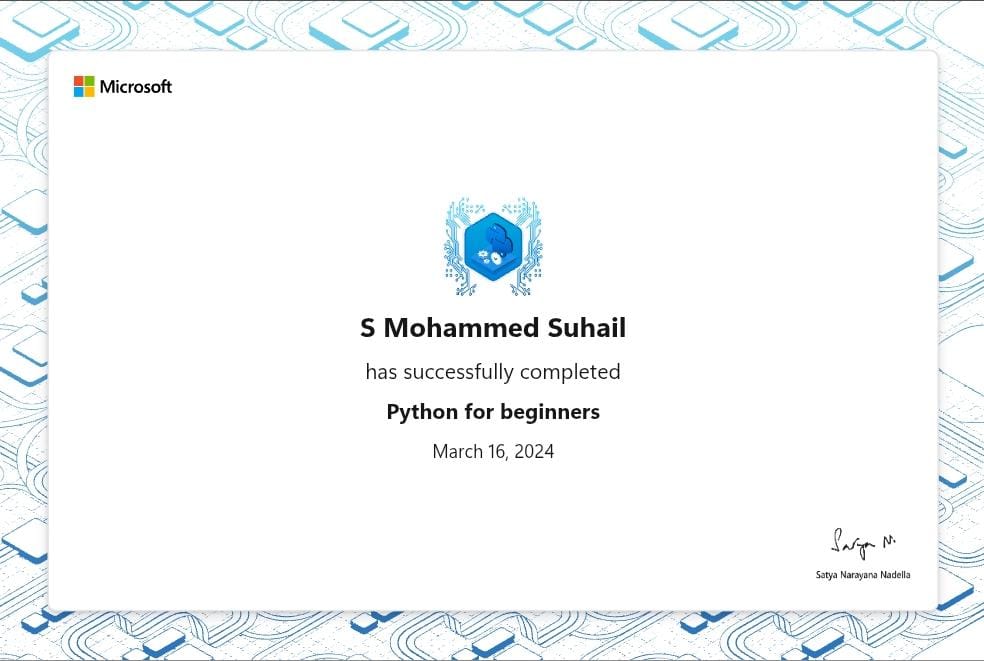 Microsoft
S Mohammed Suhail
has successfully completed
Python for beginners
March 16, 2024
Satya N.
Satya Narayana Nadella